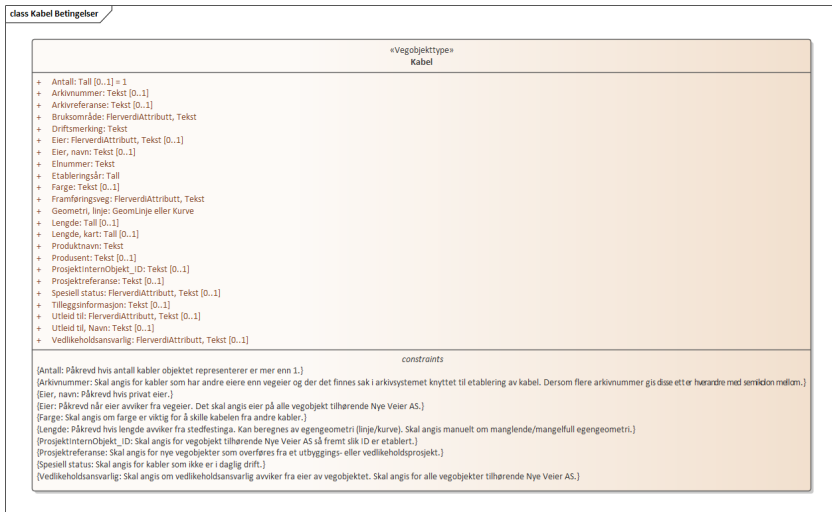 class Kabel Betingelser
«Vegobjekttype»
Kabel
+ Antall: Tall [0..1] = 1
+ Arkivnummer: Tekst [0..1]
+ Arkivreferanse: Tekst [0..1]
+ Bruksområde: FlerverdiAttributt, Tekst
+ Driftsmerking: Tekst
+ Eier: FlerverdiAttributt, Tekst [0..1]
+ Eier, navn: Tekst [0..1]
+ Elnummer: Tekst
+ Etableringsår: Tall
+ Farge: Tekst [0..1]
+ Framføringsveg: FlerverdiAttributt, Tekst
+ Geometri, linje: GeomLinje eller Kurve
+ Lengde: Tall [0..1]
+ Lengde, kart: Tall [0..1]
+ Produktnavn: Tekst
+ Produsent: Tekst [0..1]
+ ProsjektInternObjekt_ID: Tekst [0..1]
+ Prosjektreferanse: Tekst [0..1]
+ Spesiell status: FlerverdiAttributt, Tekst [0..1]
+ Tilleggsinformasjon: Tekst [0..1]
+ Utleid til: FlerverdiAttributt, Tekst [0..1]
+ Utleid til, Navn: Tekst [0..1]
+ Vedlikeholdsansvarlig: FlerverdiAttributt, Tekst [0..1]
constraints
{Antall: Påkrevd hvis antall kabler objektet representerer er mer enn 1.}
{Arkivnummer: Skal angis for kabler som har andre eiere enn vegeier og der det finnes sak i arkivsystemet knyttet til etablering av kabel. Dersom flere arkivnummer gis disse etter hverandre med semikolon mellom.}
{Eier, navn: Påkrevd hvis privat eier.}
{Eier: Påkrevd når eier avviker fra vegeier. Det skal angis eier på alle vegobjekt tilhørende Nye Veier AS.}
{Farge: Skal angis om farge er viktig for å skille kabelen fra andre kabler.}
{Lengde: Påkrevd hvis lengde avviker fra stedfestinga. Kan beregnes av egengeometri (linje/kurve). Skal angis manuelt om manglende/mangelfull egengeometri.}
{ProsjektInternObjekt_ID: Skal angis for vegobjekt tilhørende Nye Veier AS så fremt slik ID er etablert.}
{Prosjektreferanse: Skal angis for nye vegobjekter som overføres fra et utbyggings- eller vedlikeholdsprosjekt.}
{Spesiell status: Skal angis for kabler som ikke er i daglig drift.}
{Vedlikeholdsansvarlig: Skal angis om vedlikeholdsansvarlig avviker fra eier av vegobjektet. Skal angis for alle vegobjekter tilhørende Nye Veier AS.}